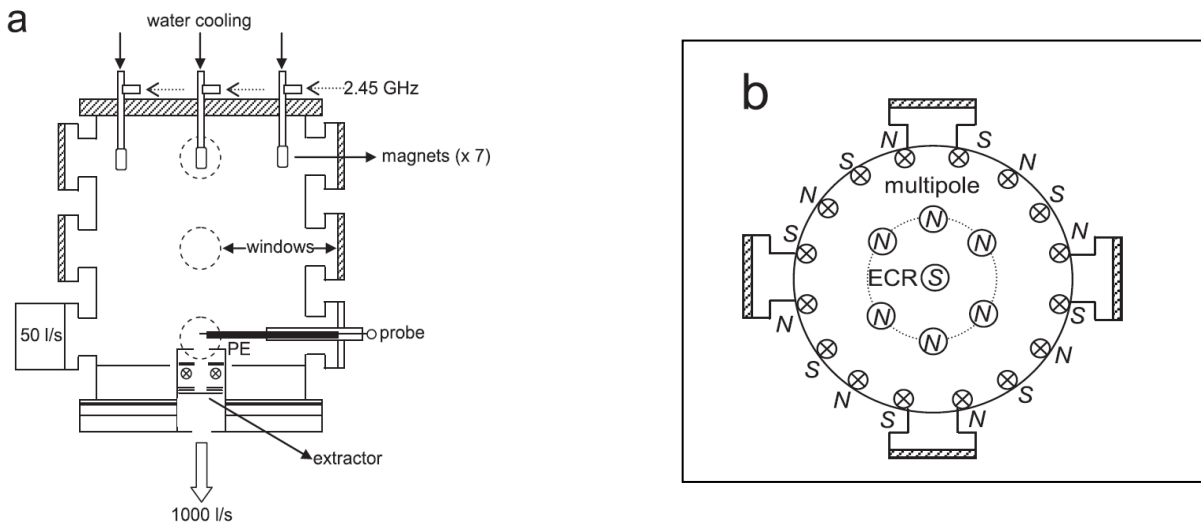 a
water cooling
2.45 GHz
magnets (x 7)
windows
50 l/s
probe
PE
extractor
1000 l/s
b
N S
S N
multipole
N S
N
S N
N N
ECR S
N S
N N
N
S N
N S
S N